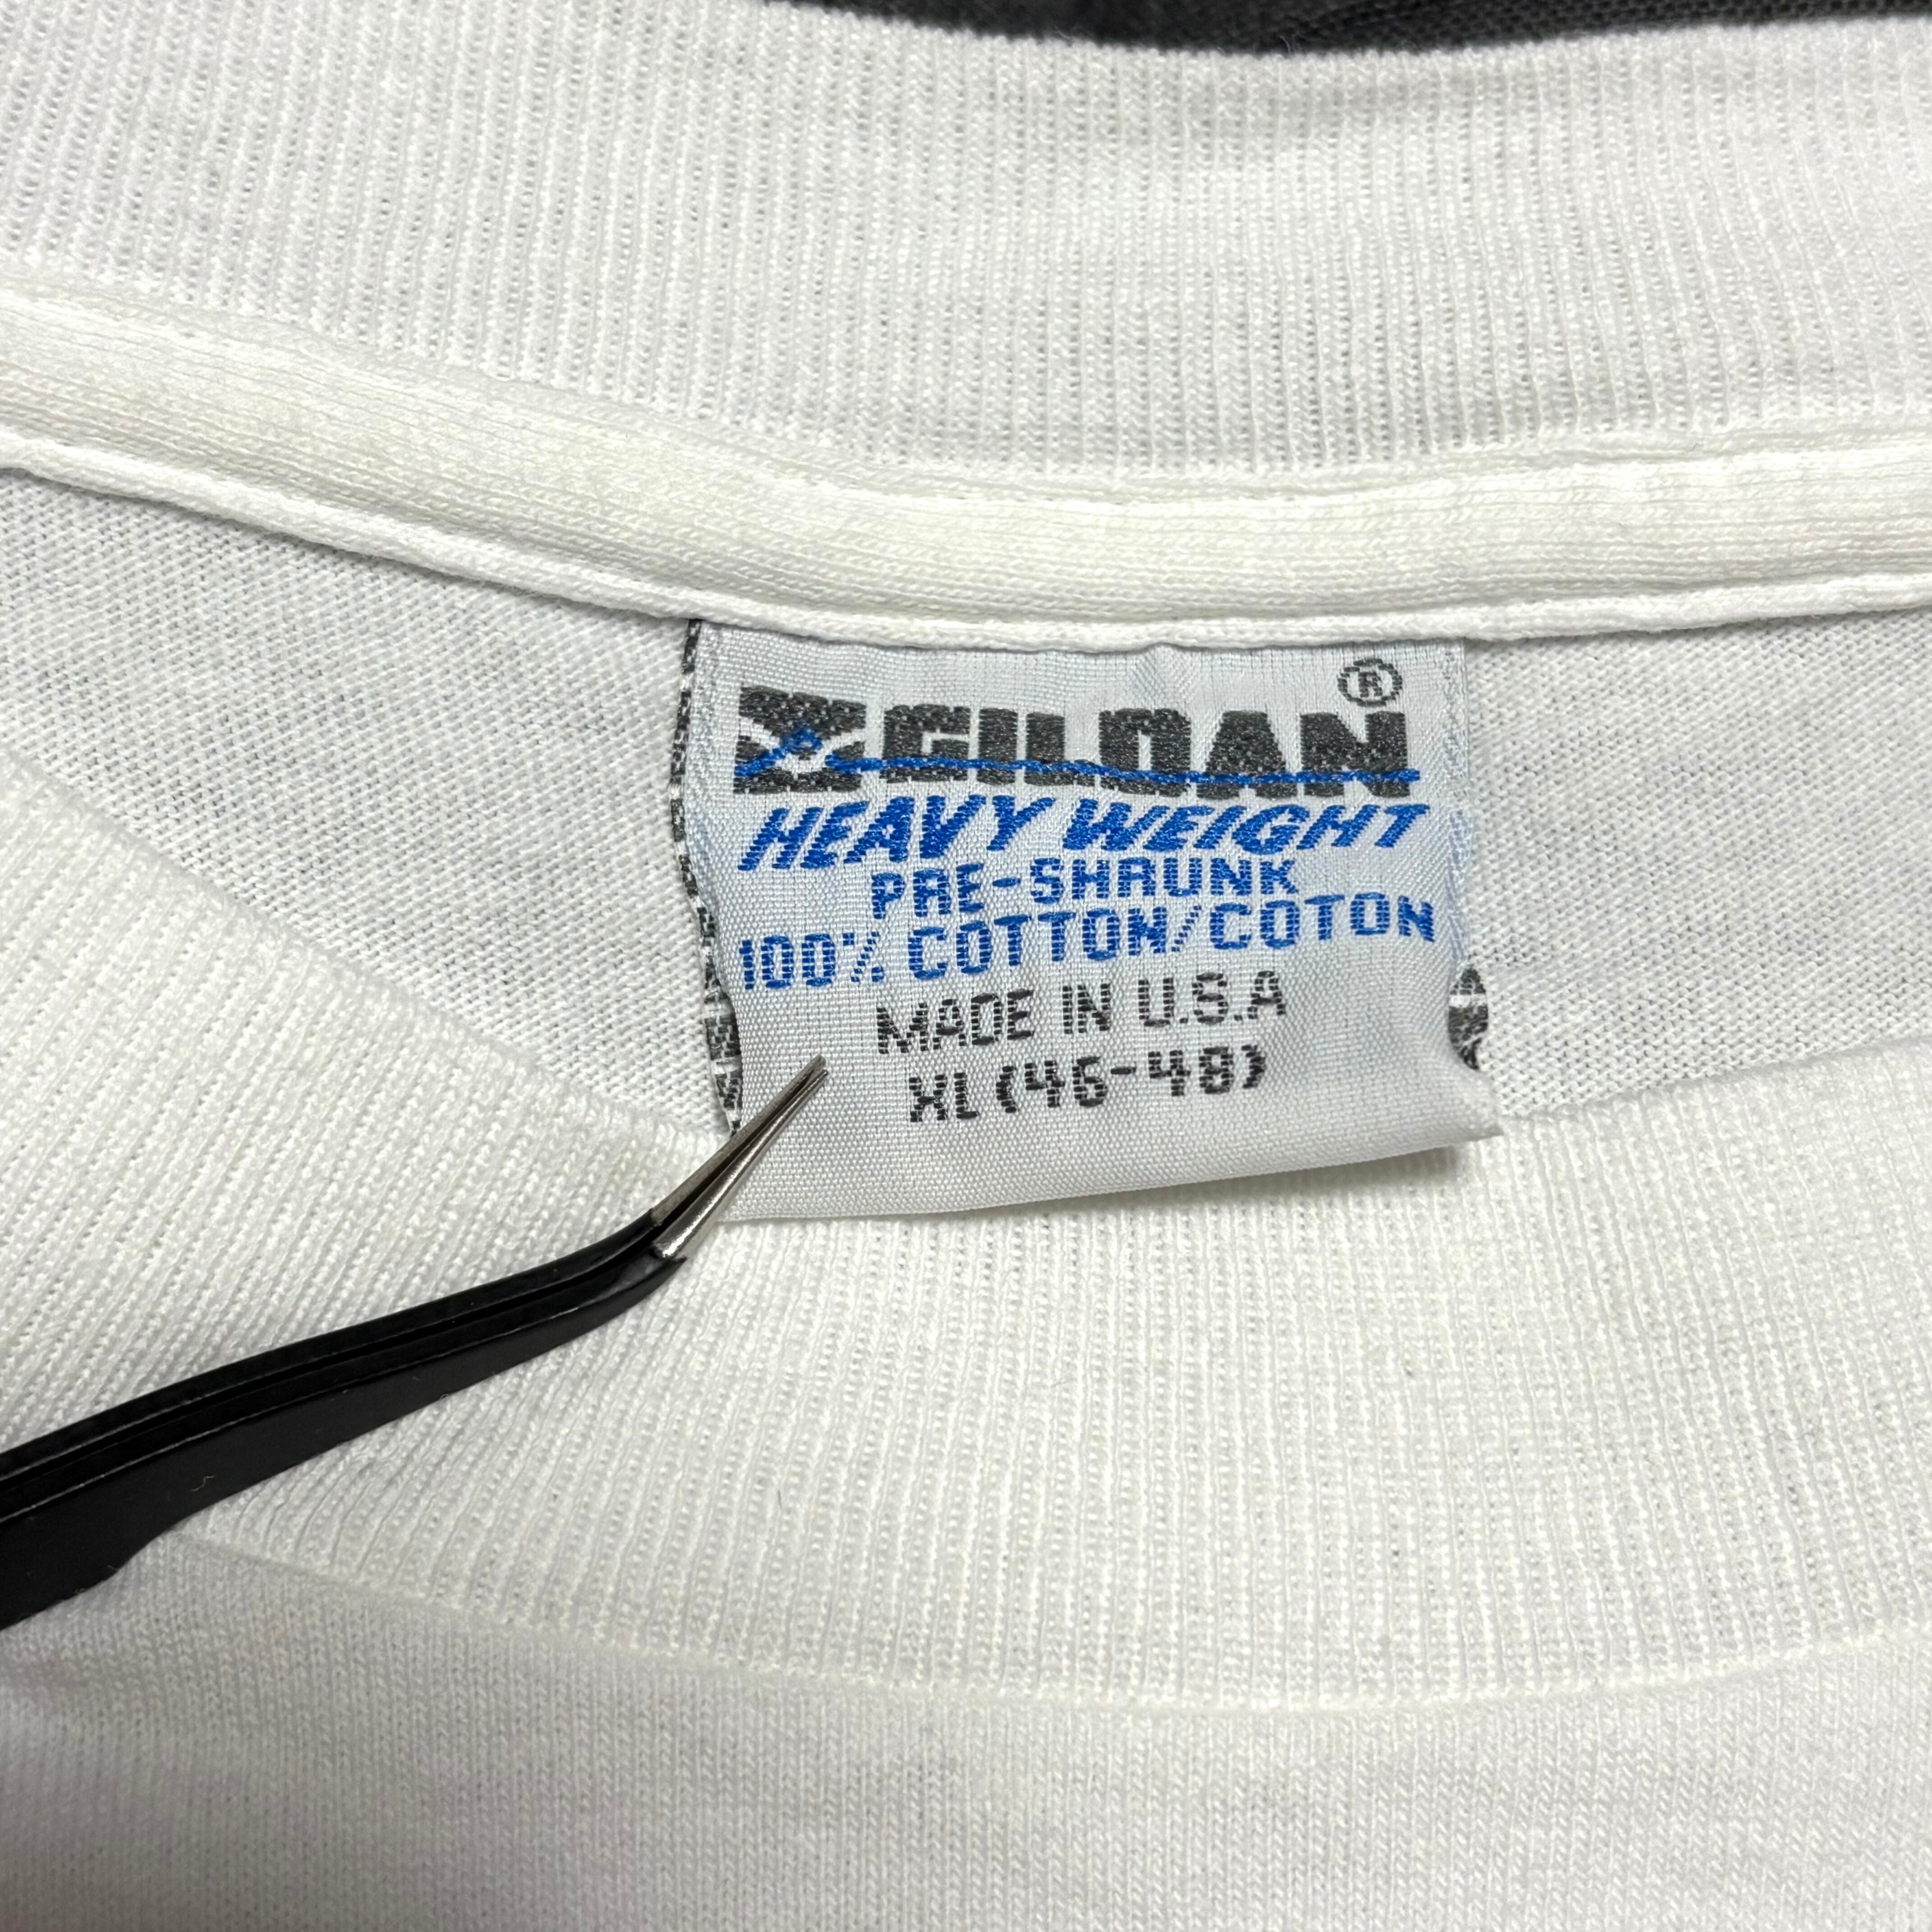 GILDAN®
HEAVY WEIGHT
PRE-SHRUNK
100% COTTON/COTON
MADE IN U.S.A
XL (46-48)